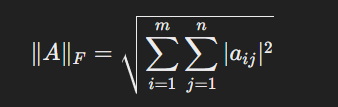 ‖A‖_F = √(∑_{i=1}^{m} ∑_{j=1}^{n} |a_{ij}|²)